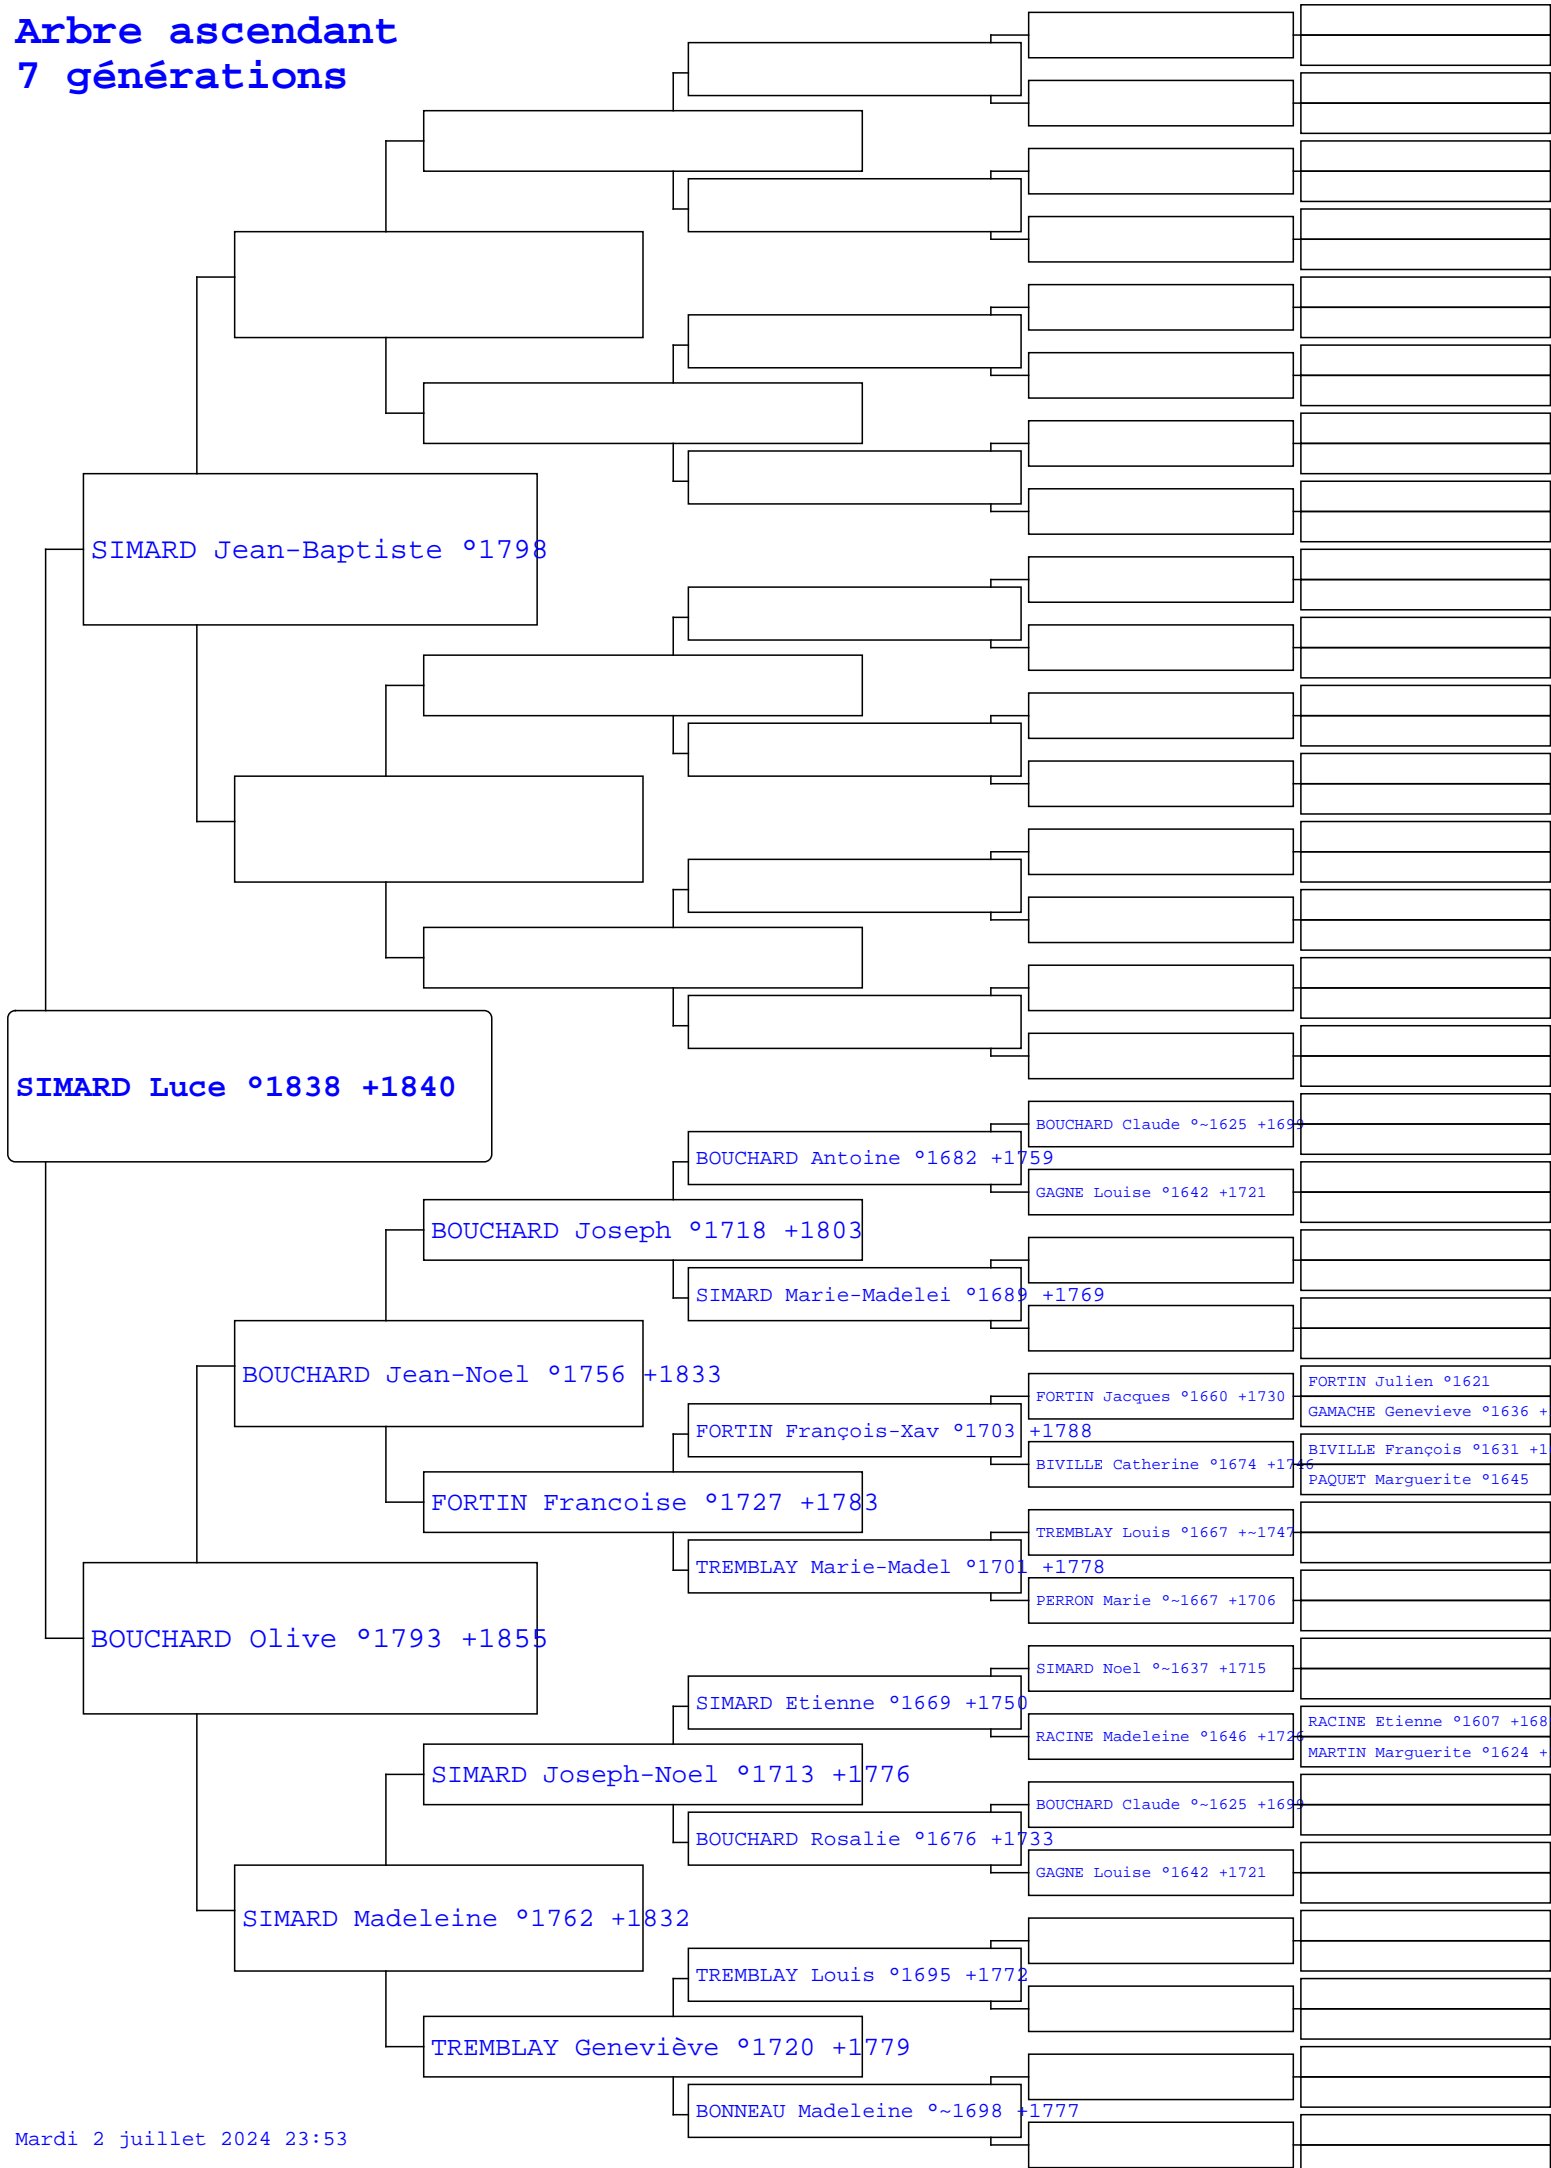 Arbre ascendant
7 générations
SIMARD Jean-Baptiste °1798
SIMARD Luce °1838 +1840
BOUCHARD Claude °~1625 +1699
BOUCHARD Antoine °1682 +1759
GAGNE Louise °1642 +1721
BOUCHARD Joseph °1718 +1803
SIMARD Marie-Madelei °1689 +1769
BOUCHARD Jean-Noel °1756 +1833
FORTIN Julien °1621
FORTIN Jacques °1660 +1730
GAMACHE Genevieve °1636 +
FORTIN François-Xav °1703 +1788
BIVILLE François °1631 +1
BIVILLE Catherine °1674 +1746
PAQUET Marguerite °1645
FORTIN Francoise °1727 +1783
TREMBLAY Louis °1667 +~1747
TREMBLAY Marie-Madel °1701 +1778
PERRON Marie °~1667 +1706
BOUCHARD Olive °1793 +1855
SIMARD Noel °~1637 +1715
SIMARD Etienne °1669 +1750
RACINE Etienne °1607 +168
RACINE Madeleine °1646 +1726
MARTIN Marguerite °1624 +
SIMARD Joseph-Noel °1713 +1776
BOUCHARD Claude °~1625 +1699
BOUCHARD Rosalie °1676 +1733
GAGNE Louise °1642 +1721
SIMARD Madeleine °1762 +1832
TREMBLAY Louis °1695 +1772
TREMBLAY Geneviève °1720 +1779
BONNEAU Madeleine °~1698 +1777
Mardi 2 juillet 2024 23:53